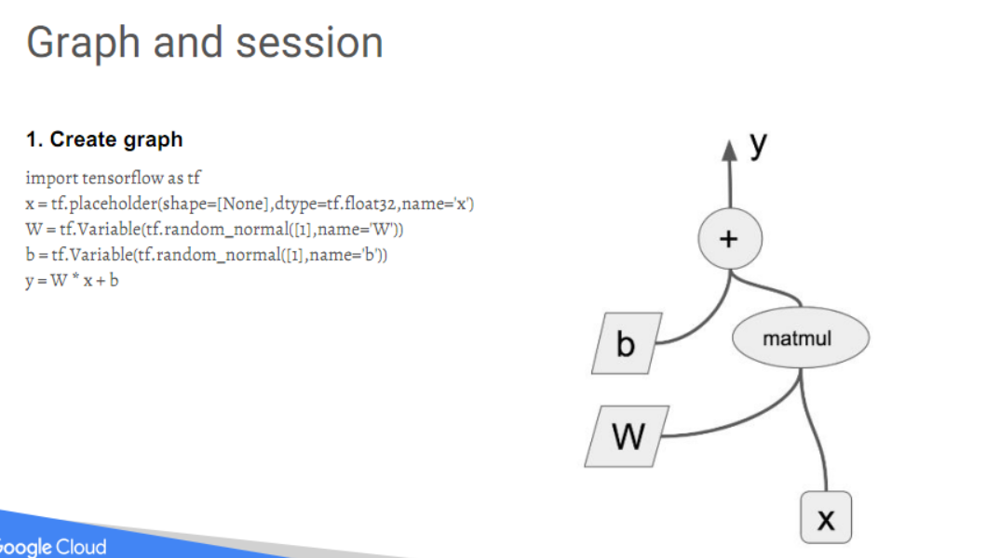 Graph and session
1. Create graph
import tensorflow as tf
x = tf.placeholder(shape=[None],dtype=tf.float32,name='x')
W = tf.Variable(tf.random_normal([1],name='W'))
b = tf.Variable(tf.random_normal([1],name='b'))
y = W * x + b
y
+
b
matmul
W
x
Google Cloud